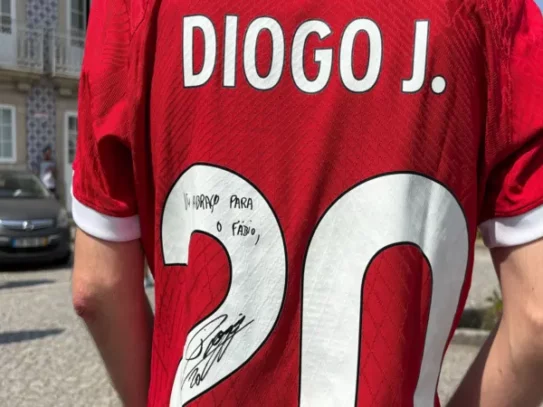 DIOGO J.
20
UM ABRAÇO PARA
O FÁBIO,